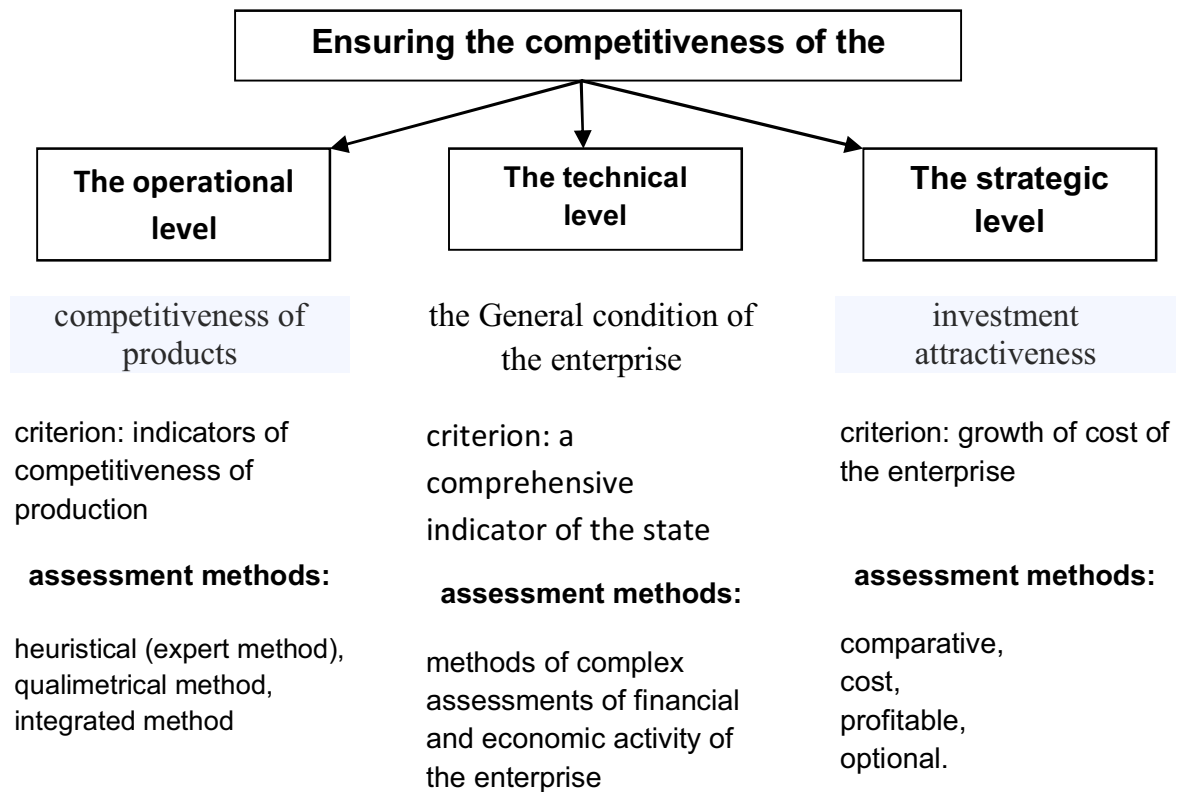 Ensuring the competitiveness of the
The operational
level
competitiveness of
products
criterion: indicators of
competitiveness of
production
assessment methods:
heuristical (expert method),
qualimetrical method,
integrated method
The technical
level
the General condition of
the enterprise
criterion: a
comprehensive
indicator of the state
assessment methods:
methods of complex
assessments of financial
and economic activity of
the enterprise
The strategic
level
investment
attractiveness
criterion: growth of cost of
the enterprise
assessment methods:
comparative,
cost,
profitable,
optional.